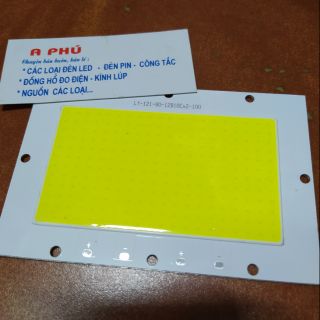 A PHÚ
Chuyên bán buôn, bán lẻ :
* CÁC LOẠI ĐÈN LED - ĐÈN PIN - CÔNG TẮC
* ĐỒNG HỒ ĐO ĐIỆN - KÍNH LÚP
* NGUỒN CÁC LOẠI...